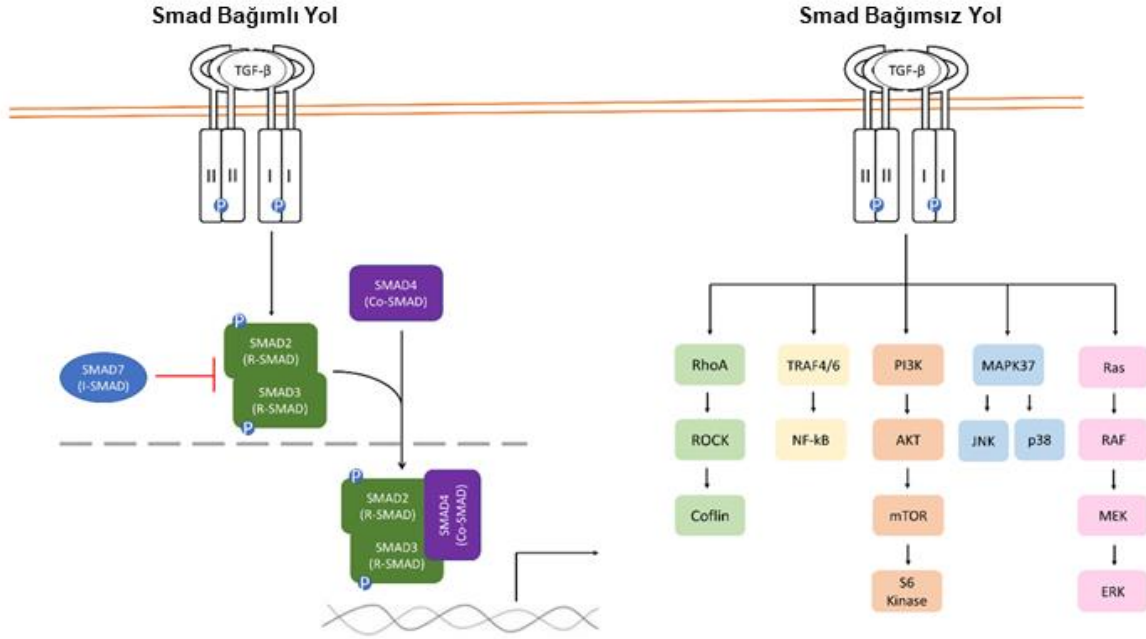 Smad Bağımlı Yol
TGF-β
II II I I
P P
SMAD4
(Co-SMAD)
P
SMAD2
(R-SMAD)
SMAD7
(I-SMAD)
SMAD3
(R-SMAD)
P
P
SMAD2
(R-SMAD)
SMAD4
(Co-SMAD)
SMAD3
(R-SMAD)
P
Smad Bağımsız Yol
TGF-β
II II I I
P P
RhoA
ROCK
Coflin
TRAF4/6
NF-kB
PI3K
AKT
mTOR
S6
Kinase
MAPK37
JNK
p38
Ras
RAF
MEK
ERK